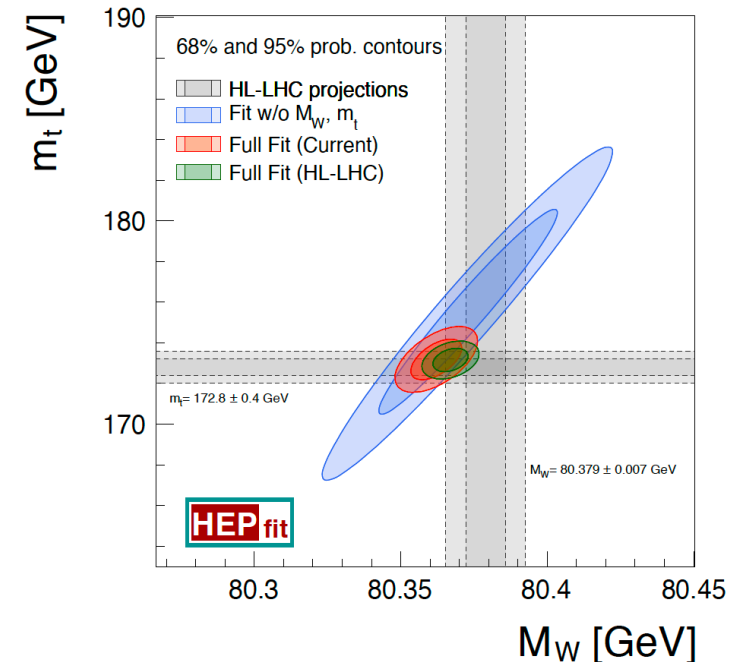 190
68% and 95% prob. contours
HL-LHC projections
Fit w/o M_W, m_t
Full Fit (Current)
Full Fit (HL-LHC)
m_t [GeV]
180
m_t= 172.8 ± 0.4 GeV
170
M_W= 80.379 ± 0.007 GeV
HEP fit
80.3 80.35 80.4 80.45
M_W [GeV]